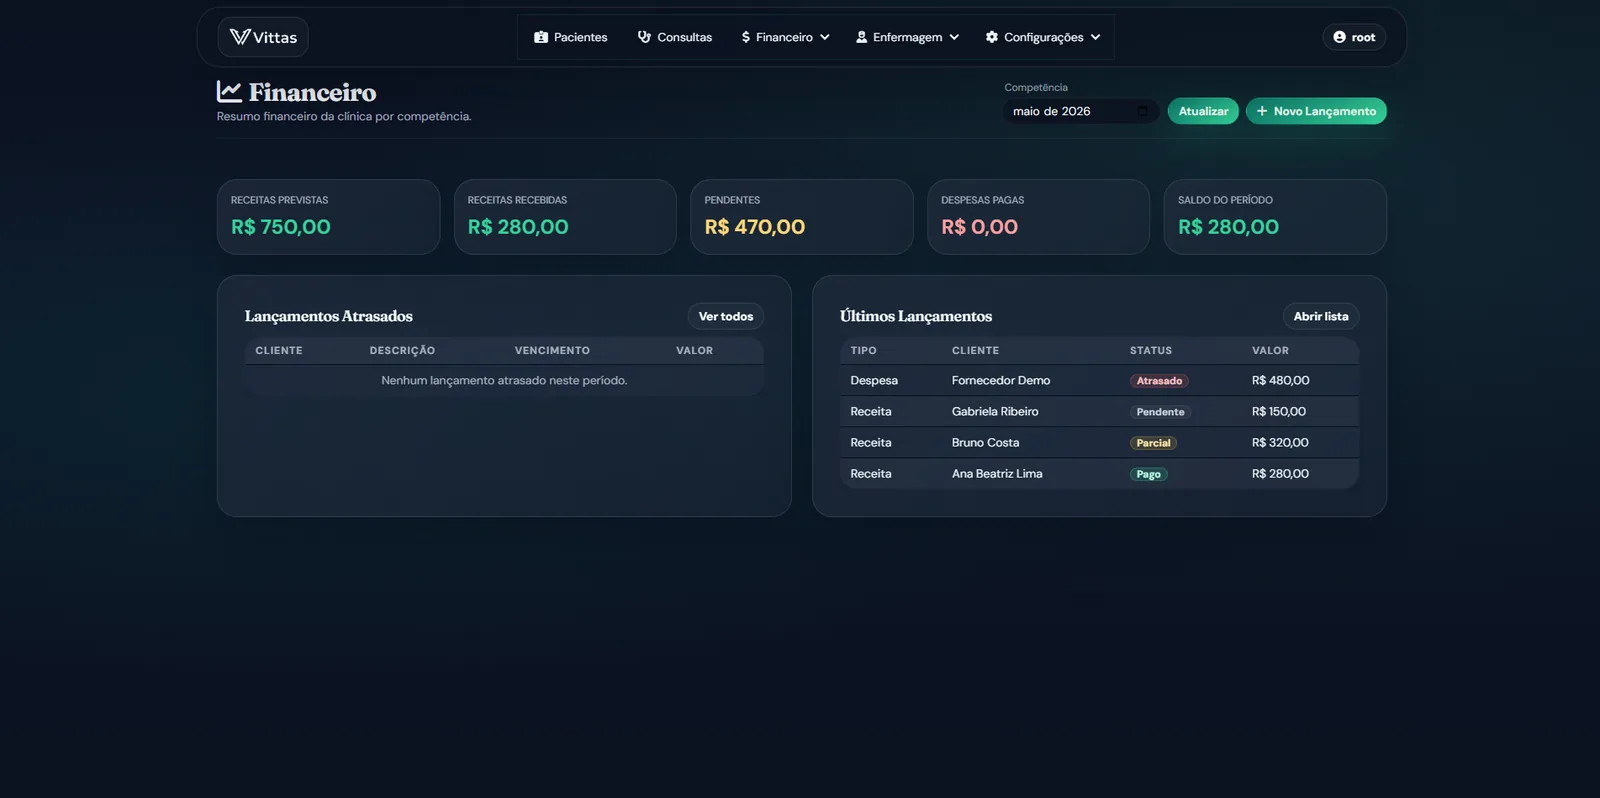 Vittas
Pacientes
Consultas
Financeiro
Enfermagem
Configurações
root
Financeiro
Resumo financeiro da clínica por competência.
Competência
maio de 2026
Atualizar
+ Novo Lançamento
RECEITAS PREVISTAS
R$ 750,00
RECEITAS RECEBIDAS
R$ 280,00
PENDENTES
R$ 470,00
DESPESAS PAGAS
R$ 0,00
SALDO DO PERÍODO
R$ 280,00
Lançamentos Atrasados
Ver todos
CLIENTE DESCRIÇÃO VENCIMENTO VALOR
Nenhum lançamento atrasado neste período.
Últimos Lançamentos
Abrir lista
TIPO CLIENTE STATUS VALOR
Despesa Fornecedor Demo Atrasado R$ 480,00
Receita Gabriela Ribeiro Pendente R$ 150,00
Receita Bruno Costa Parcial R$ 320,00
Receita Ana Beatriz Lima Pago R$ 280,00